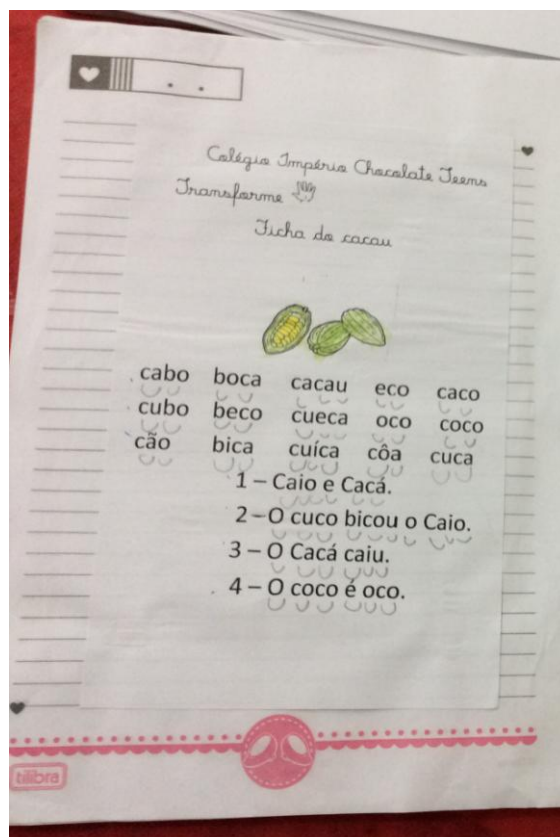 Colégio Império Chocolate Teens
Transforme
Ficha do cacau
cabo boca cacau eco caco
cubo beco cueca oco coco
cão bica cuíca côa cuca
1 – Caio e Cacá.
2 – O cuco bicou o Caio.
3 – O Cacá caiu.
4 – O coco é oco.
tilibra